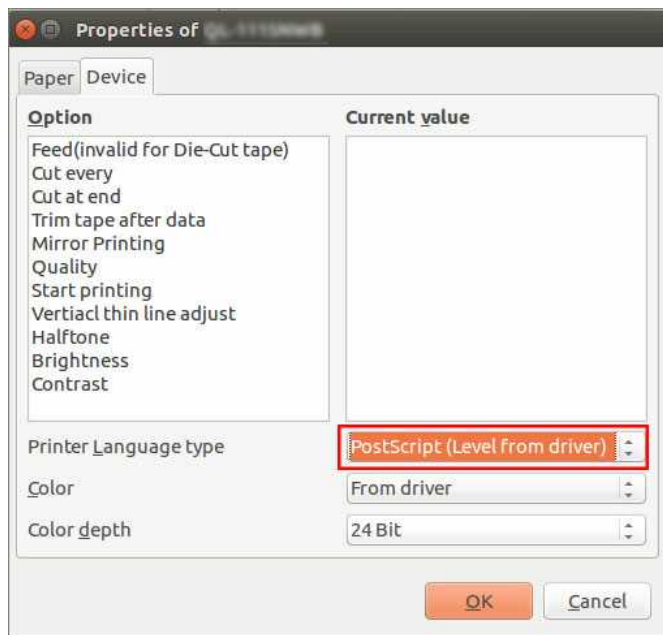 Properties of
Paper
Device
Option
Current value
Feed(invalid for Die-Cut tape)
Cut every
Cut at end
Trim tape after data
Mirror Printing
Quality
Start printing
Vertiacl thin line adjust
Halftone
Brightness
Contrast
Printer Language type
PostScript (Level from driver)
Color
From driver
Color depth
24 Bit
OK
Cancel